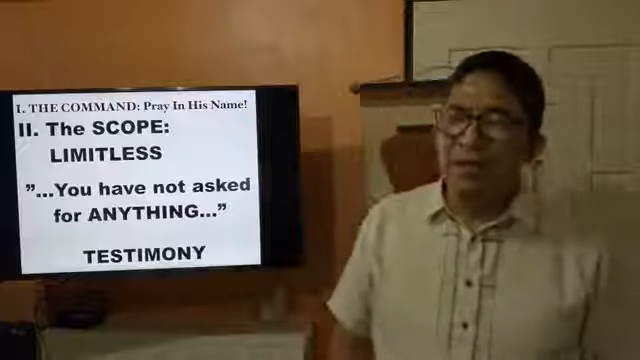 I. THE COMMAND: Pray In His Name!
II. The SCOPE:
LIMITLESS
”...You have not asked
for ANYTHING...”
TESTIMONY